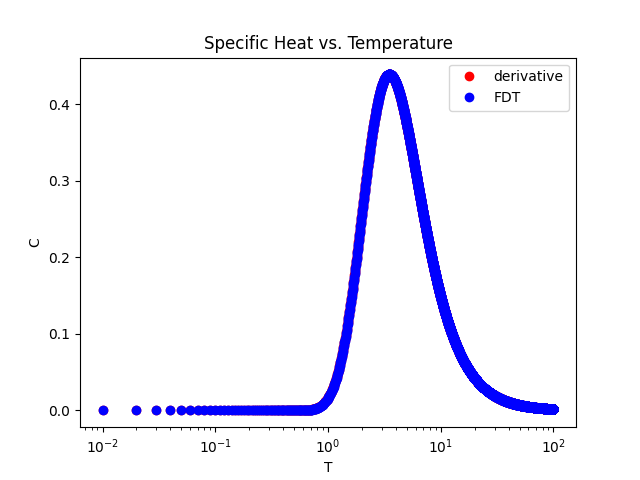 Specific Heat vs. Temperature
derivative
FDT
C
0.4
0.3
0.2
0.1
0.0
10⁻² 10⁻¹ 10⁰ 10¹ 10²
T